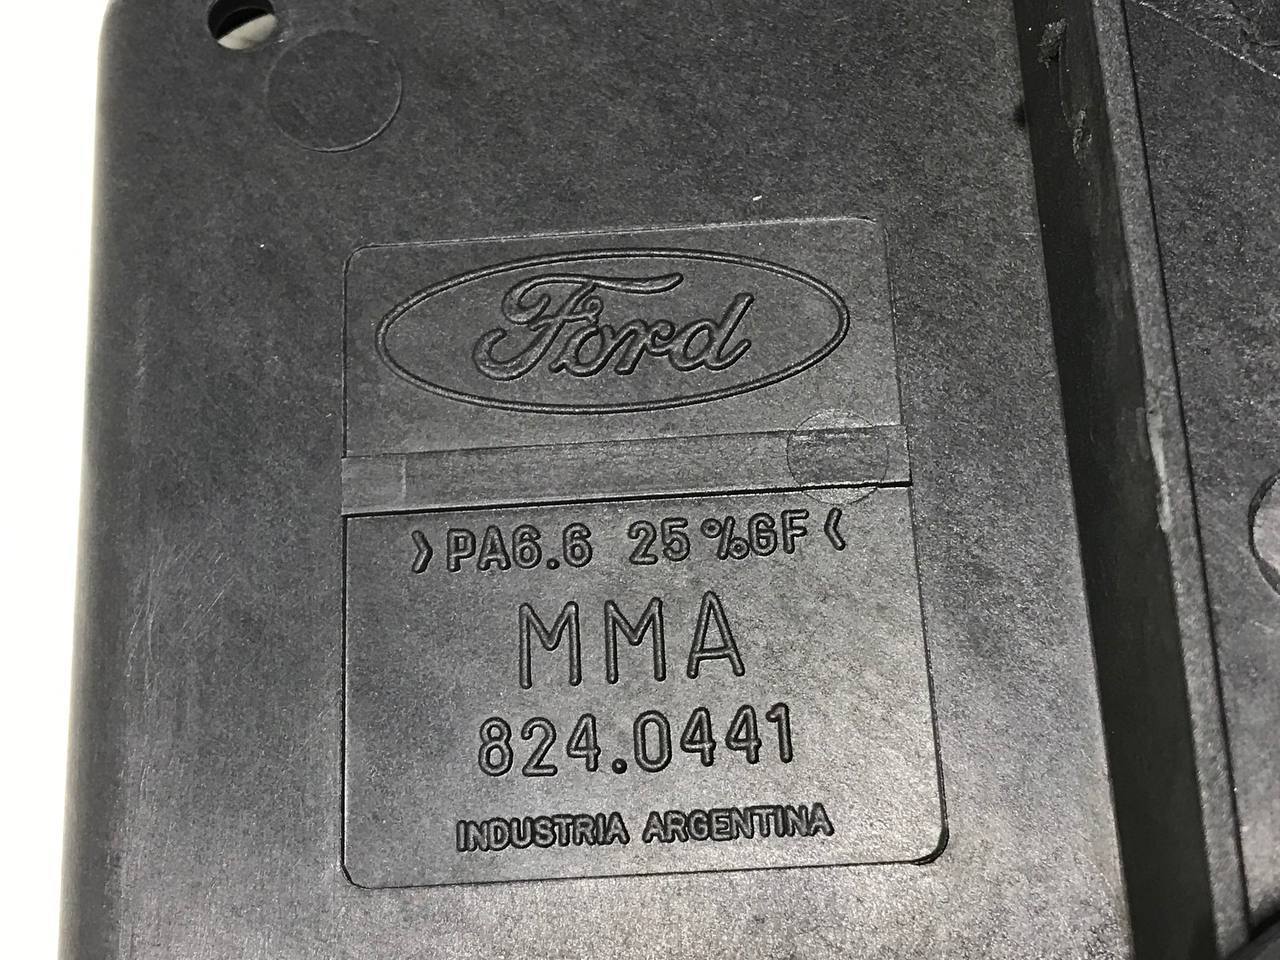 Ford
>PA6.6 25%GF<
MMA
824.0441
INDUSTRIA ARGENTINA